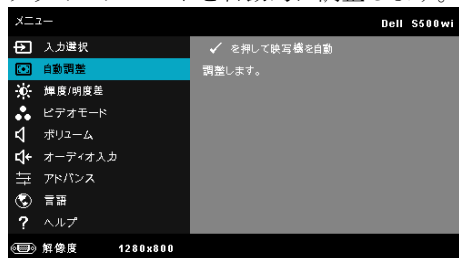 メニュー
Dell S500wi
入力選択
✓ を押して映写機を自動
自動調整
調整します。
輝度/明度差
ビデオモード
ボリューム
オーディオ入力
アドバンス
言語
? ヘルプ
解像度 1280x800